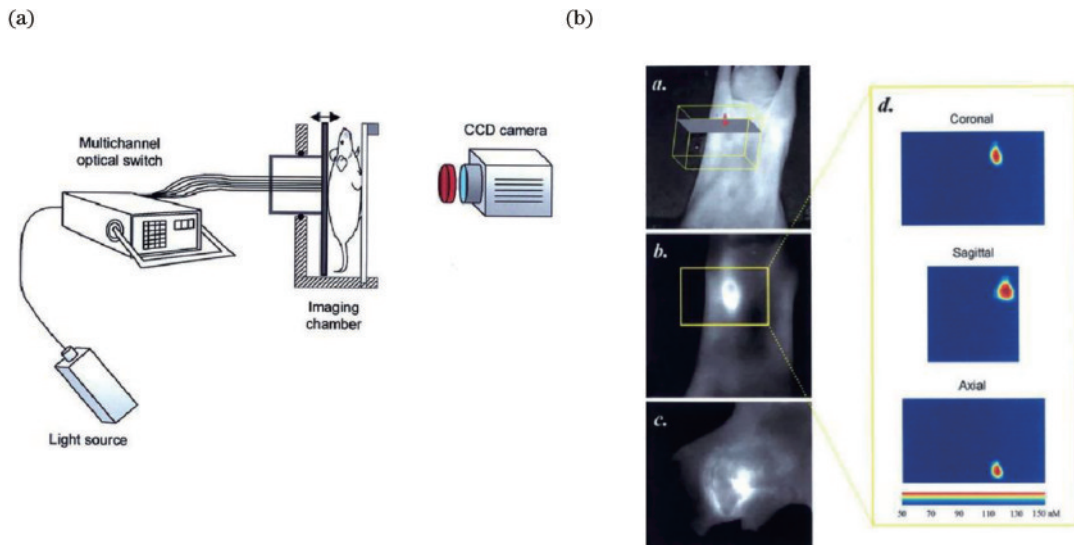 (a)
Multichannel
optical switch
CCD camera
Imaging
chamber
Light source
(b)
a.
b.
c.
d.
Coronal
Sagittal
Axial
50 70 90 110 130 150 nM